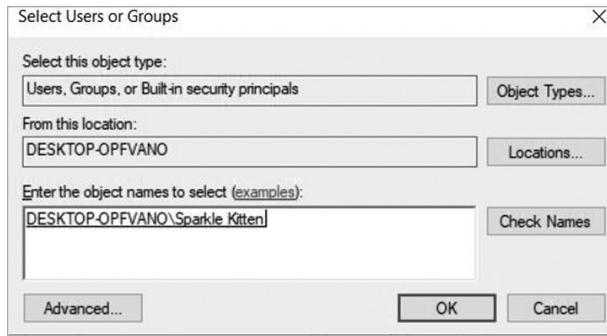 Select Users or Groups
Select this object type:
Users, Groups, or Built-in security principals
Object Types...
From this location:
DESKTOP-OPFVANO
Locations...
Enter the object names to select (examples):
DESKTOP-OPFVANO\Sparkle Kitten
Check Names
Advanced...
OK
Cancel